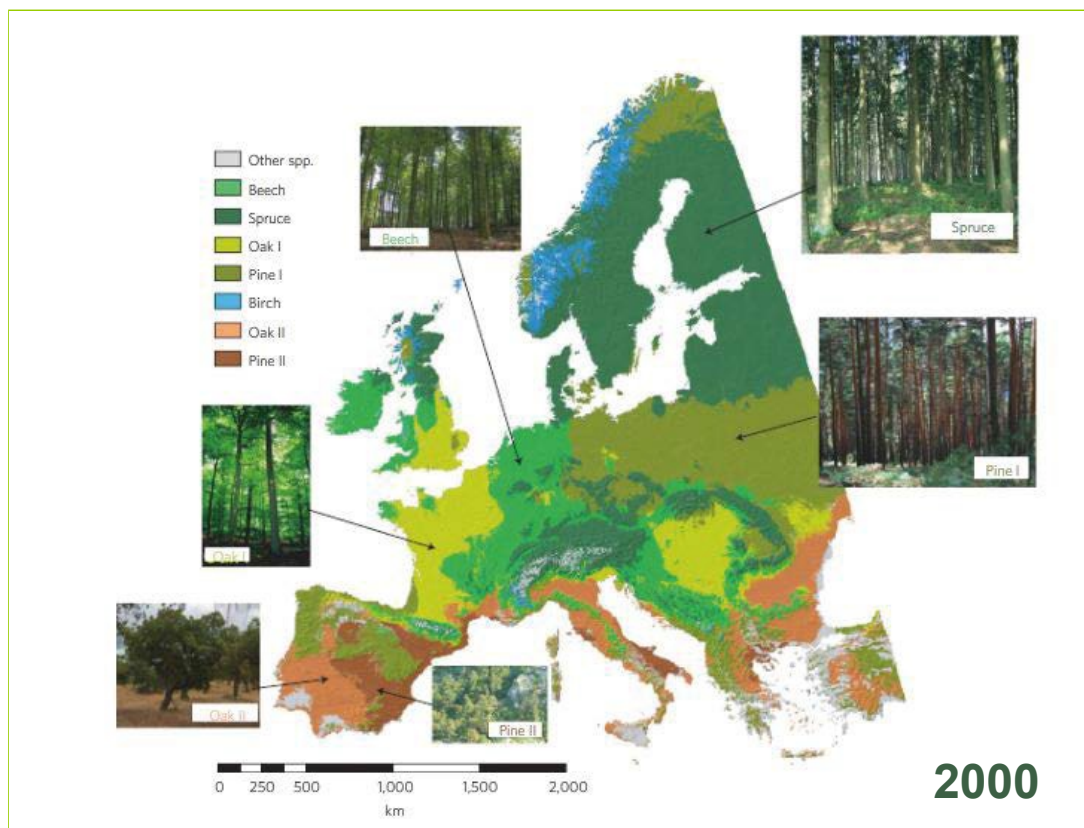 Other spp.
Beech
Spruce
Oak I
Pine I
Birch
Oak II
Pine II
Beech
Spruce
Pine I
Oak I
Oak II
Pine II
0 250 500 1,000 1,500 2,000
km
2000